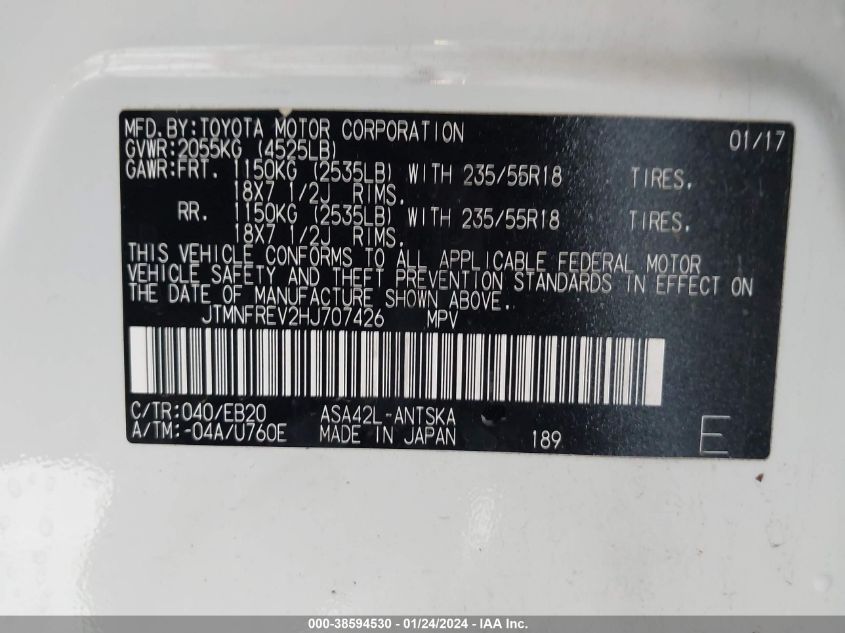 MFD.BY:TOYOTA MOTOR CORPORATION 01/17
GVWR:2055KG (4525LB)
GAWR:FRT. 1150KG (2535LB) WITH 235/55R18 TIRES,
18X7 1/2J RIMS,
RR. 1150KG (2535LB) WITH 235/55R18 TIRES,
18X7 1/2J RIMS,
THIS VEHICLE CONFORMS TO ALL APPLICABLE FEDERAL MOTOR
VEHICLE SAFETY AND THEFT PREVENTION STANDARDS IN EFFECT ON
THE DATE OF MANUFACTURE SHOWN ABOVE.
JTMNFREV2HJ707426 MPV
C/TR:040/EB20 ASA42L-ANTSKA
A/TM:-04A/U760E MADE IN JAPAN 189 E
000-38594530 - 01/24/2024 - IAA Inc.